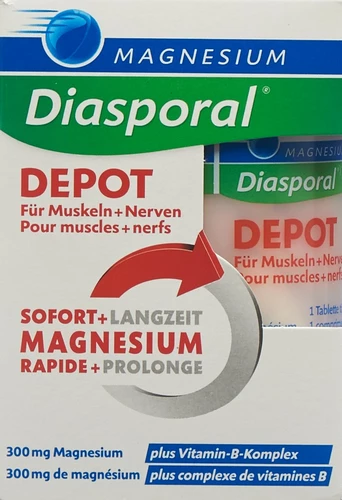 MAGNESIUM
Diasporal®
DEPOT
Für Muskeln+Nerven
Pour muscles+nerfs
SOFORT+LANGZEIT
MAGNESIUM
RAPIDE+PROLONGE
300 mg Magnesium plus Vitamin-B-Komplex
300 mg de magnésium plus complexe de vitamines B
MAGNESIUM
Diasporal
DEPOT
Für Muskeln+Nerv
Pour muscles+nerfs
1 Tablette